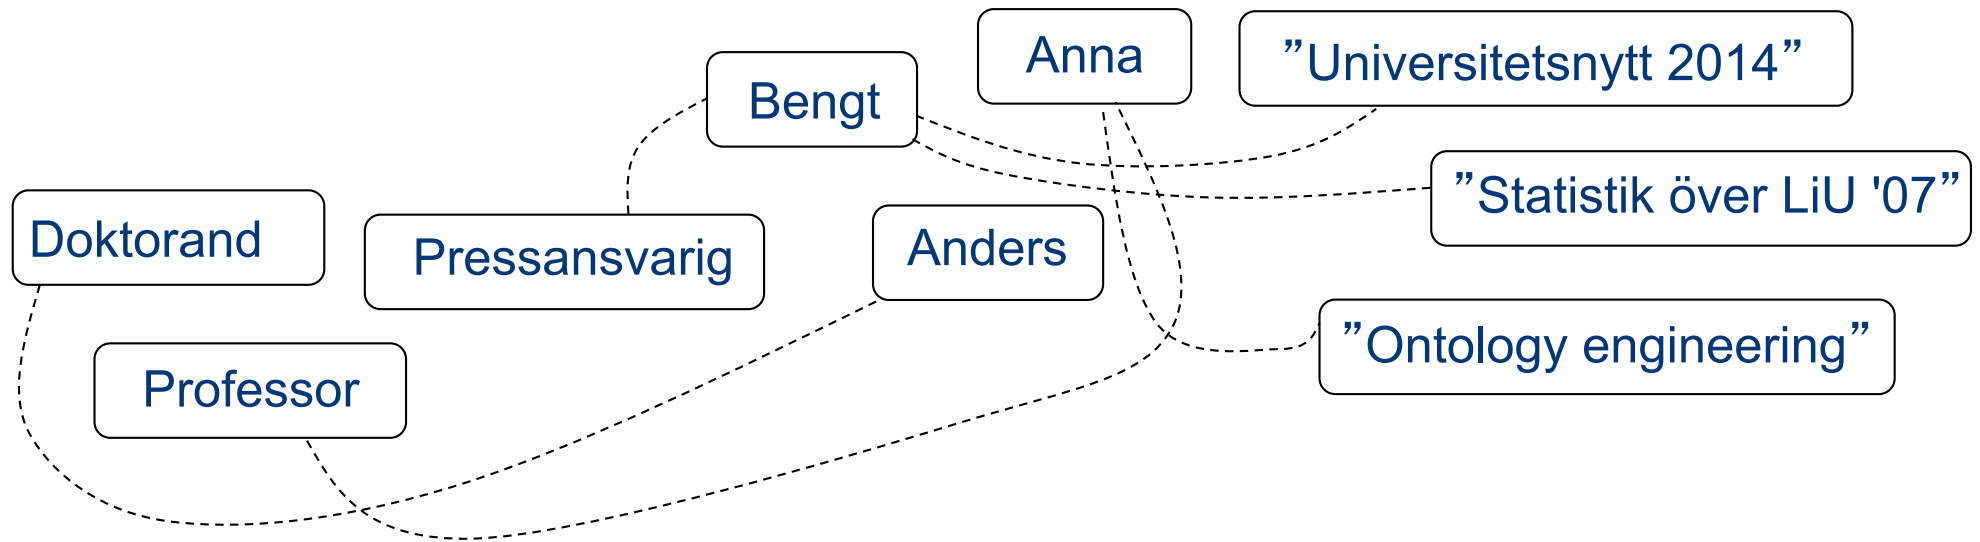 Anna
”Universitetsnytt 2014”
Bengt
”Statistik över LiU '07”
Doktorand
Pressansvarig
Anders
”Ontology engineering”
Professor